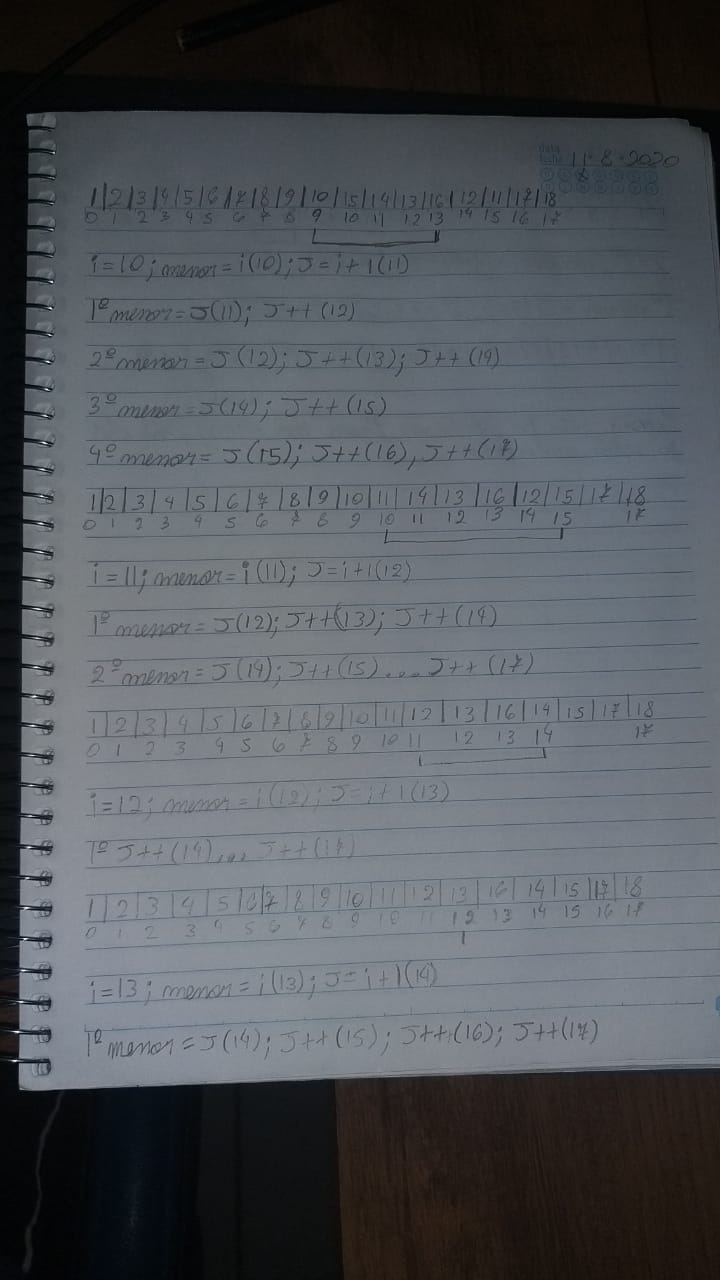 data
fecha 11 · 8 · 2020
1|2|3|4|5|6|7|8|9|10|15|14|13|16|12|11|17|18
0 1 2 3 4 5 6 7 8 9 10 11 12 13 14 15 16 17
i=10; menor=i(10); J=i+1(11)
1º menor=J(11); J++(12)
2º menor=J(12); J++(13); J++(14)
3º menor=J(14); J++(15)
4º menor=J(15); J++(16), J++(17)
1|2|3|4|5|6|7|8|9|10|11|14|13|16|12|15|17|18
0 1 2 3 4 5 6 7 8 9 10 11 12 13 14 15 17
i=11; menor=i(11); J=i+1(12)
1º menor=J(12); J++(13); J++(14)
2º menor=J(14); J++(15)... J++(17)
1|2|3|4|5|6|7|8|9|10|11|12|13|16|14|15|17|18
0 1 2 3 4 5 6 7 8 9 10 11 12 13 14 17
i=12; menor=i(12); J=i+1(13)
1º J++(14)... J++(17)
1|2|3|4|5|6|7|8|9|10|11|12|13|16|14|15|17|18
0 1 2 3 4 5 6 7 8 9 10 11 12 13 14 15 16 17
i=13; menor=i(13); J=i+1(14)
1º menor=J(14); J++(15); J++(16); J++(17)